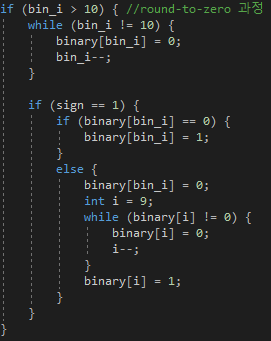 if (bin_i > 10) { //round-to-zero 과정
    while (bin_i != 10) {
        binary[bin_i] = 0;
        bin_i--;
    }

    if (sign == 1) {
        if (binary[bin_i] == 0) {
            binary[bin_i] = 1;
        }
        else {
            binary[bin_i] = 0;
            int i = 9;
            while (binary[i] != 0) {
                binary[i] = 0;
                i--;
            }
            binary[i] = 1;
        }
    }
}